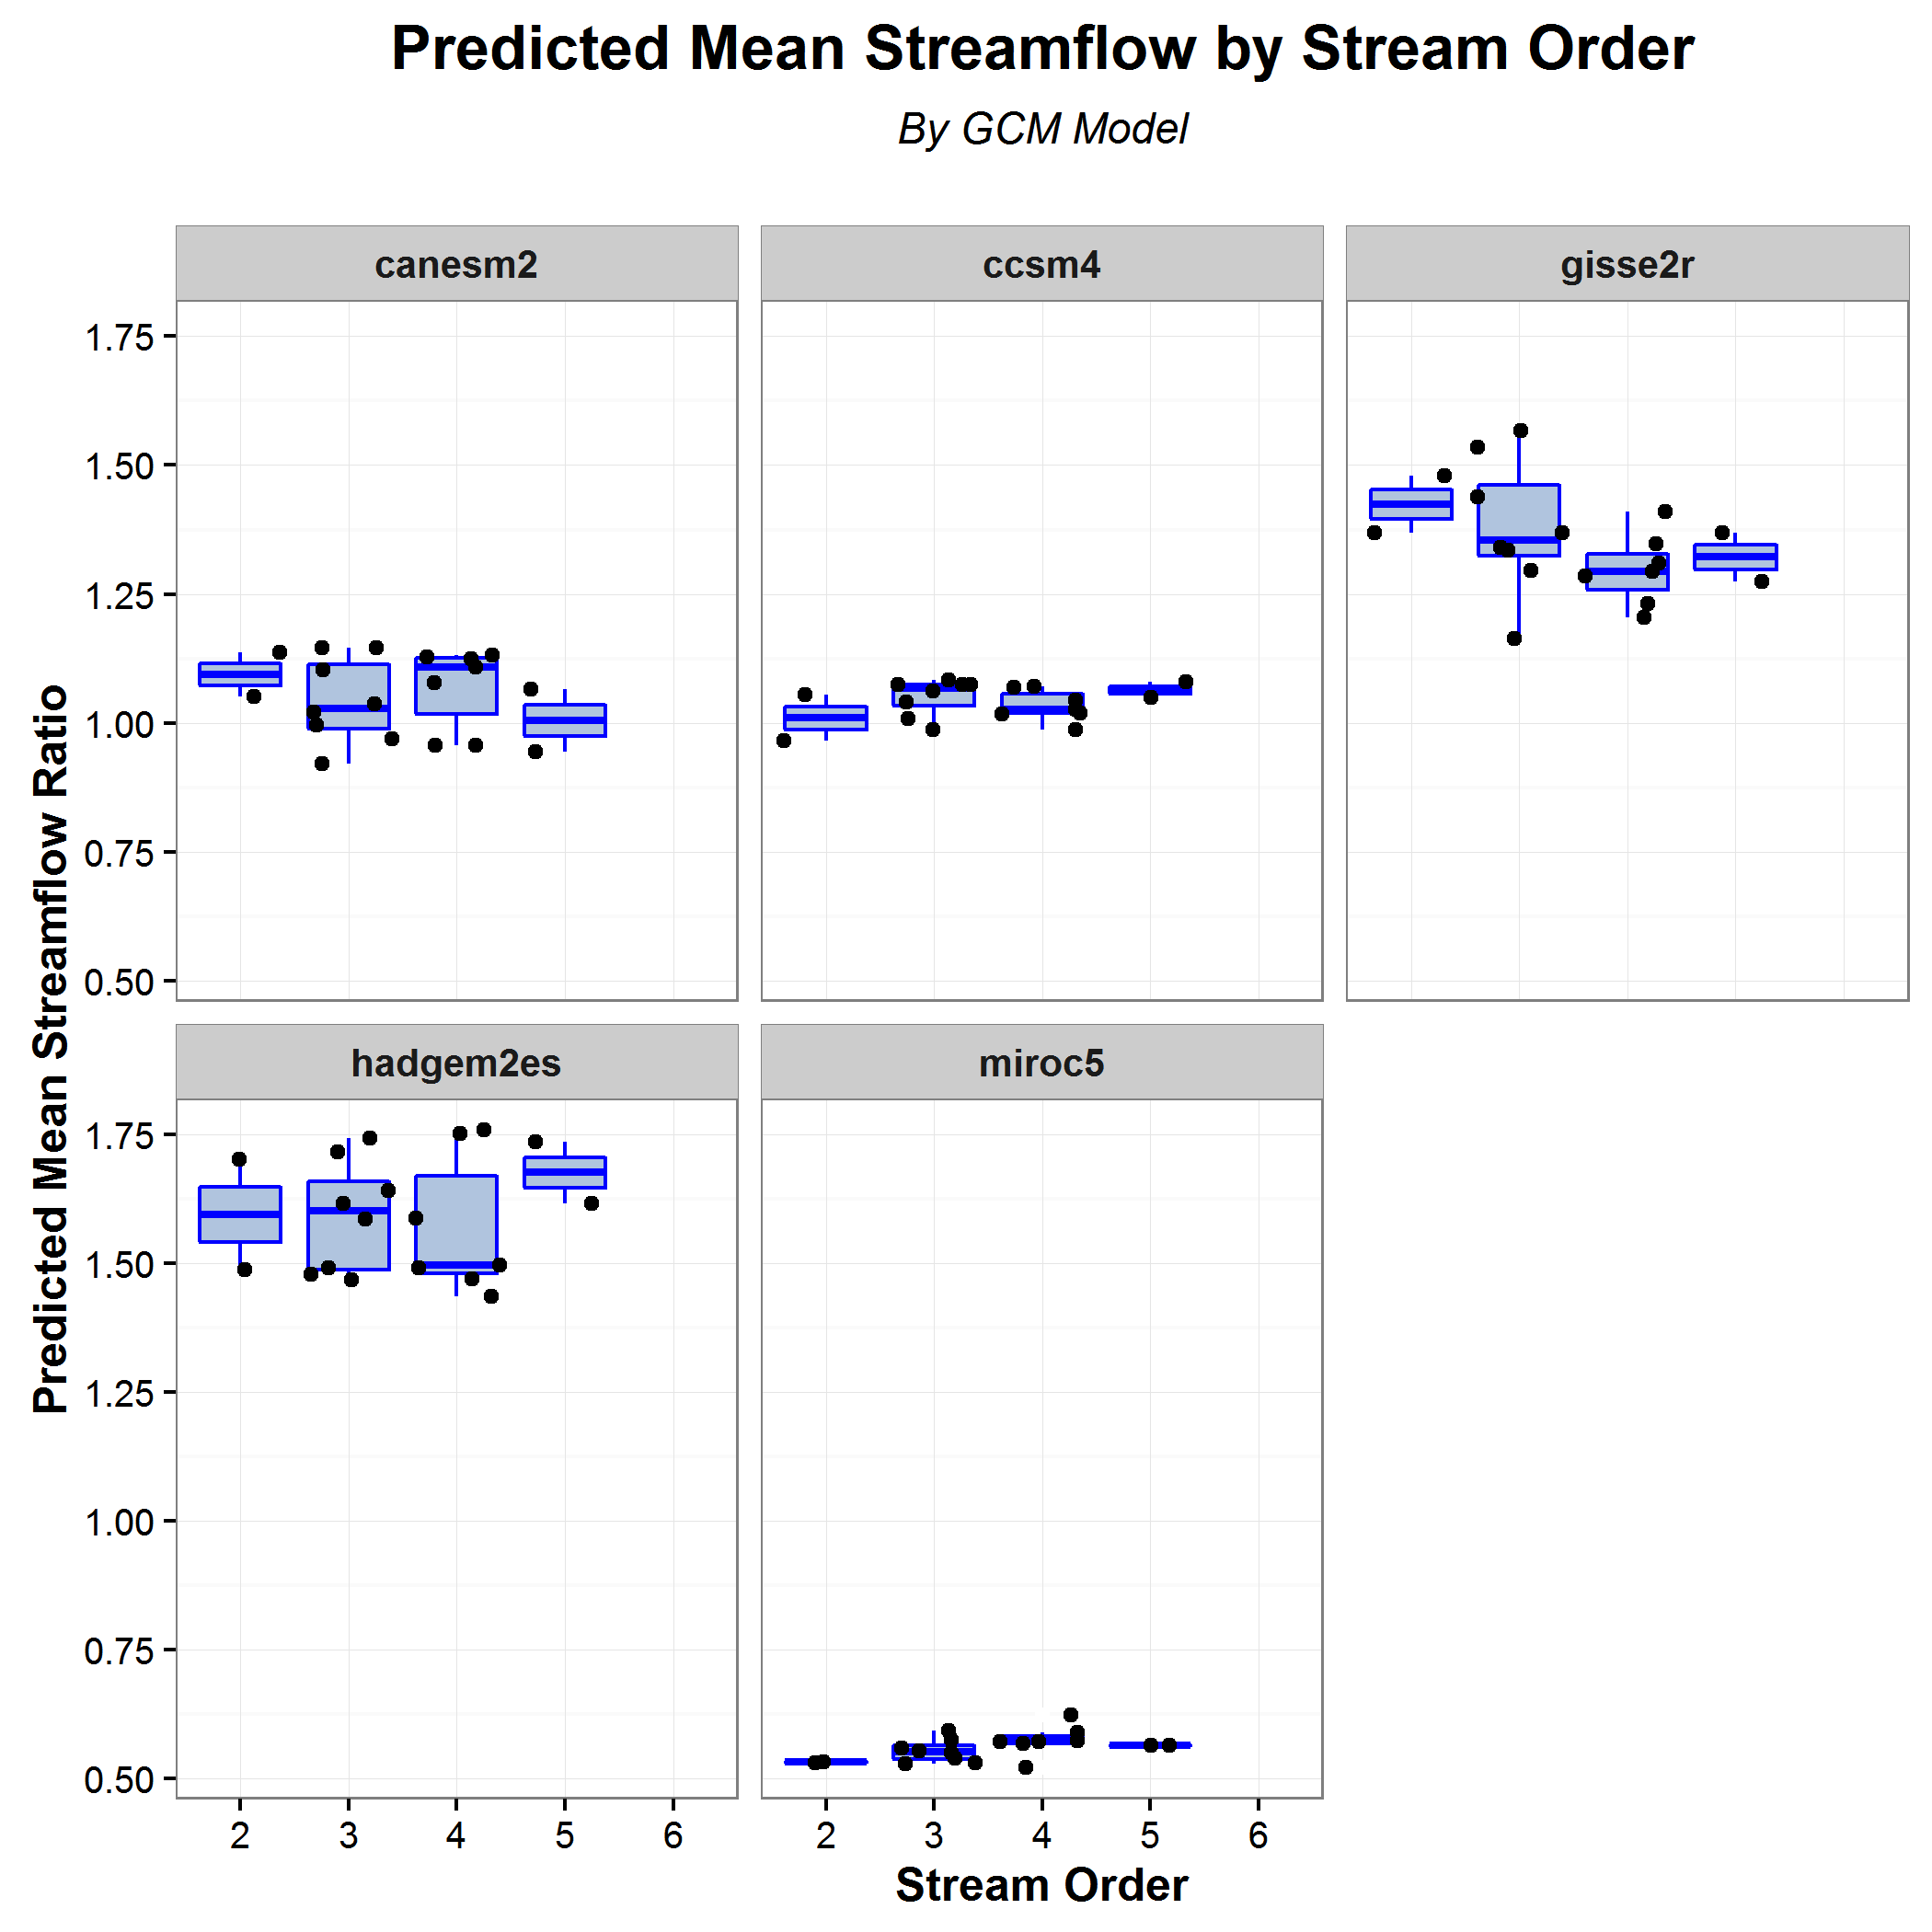 Predicted Mean Streamflow by Stream Order
By GCM Model
canesm2
ccsm4
gisse2r
1.75
1.50
1.25
1.00
0.75
0.50
Predicted Mean Streamflow Ratio
hadgem2es
miroc5
1.75
1.50
1.25
1.00
0.75
0.50
2 3 4 5 6
2 3 4 5 6
Stream Order